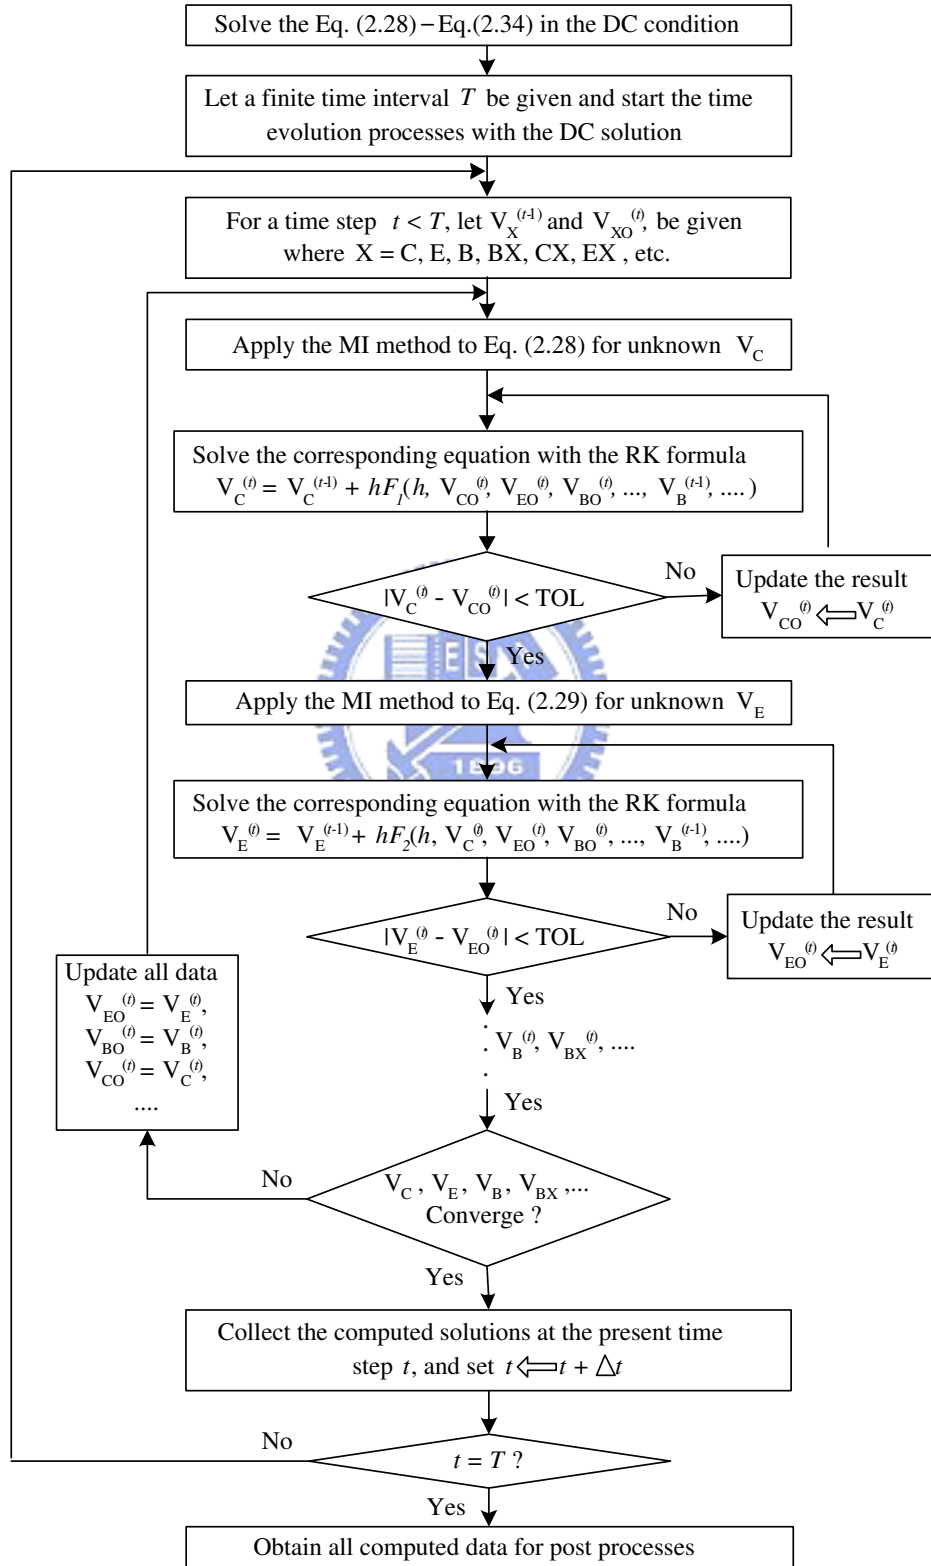 Solve the Eq. (2.28) – Eq.(2.34) in the DC condition
Let a finite time interval T be given and start the time
evolution processes with the DC solution
For a time step t < T, let V_X^(t-1) and V_XO^(t), be given
where X = C, E, B, BX, CX, EX , etc.
Apply the MI method to Eq. (2.28) for unknown V_C
Solve the corresponding equation with the RK formula
V_C^(t) = V_C^(t-1) + hF_1(h, V_CO^(t), V_EO^(t), V_BO^(t), ..., V_B^(t-1), ....)
|V_C^(t) - V_CO^(t)| < TOL
No
Update the result
V_CO^(t) ⇐ V_C^(t)
Yes
Apply the MI method to Eq. (2.29) for unknown V_E
1896
Solve the corresponding equation with the RK formula
V_E^(t) = V_E^(t-1) + hF_2(h, V_C^(t), V_EO^(t), V_BO^(t), ..., V_B^(t-1), ....)
|V_E^(t) - V_EO^(t)| < TOL
No
Update the result
V_EO^(t) ⇐ V_E^(t)
Yes
V_B^(t), V_BX^(t), ....
Yes
Update all data
V_EO^(t) = V_E^(t),
V_BO^(t) = V_B^(t),
V_CO^(t) = V_C^(t),
....
V_C , V_E , V_B, V_BX ,...
Converge ?
No
Yes
Collect the computed solutions at the present time
step t, and set t ⇐ t + Δt
t = T ?
No
Yes
Obtain all computed data for post processes